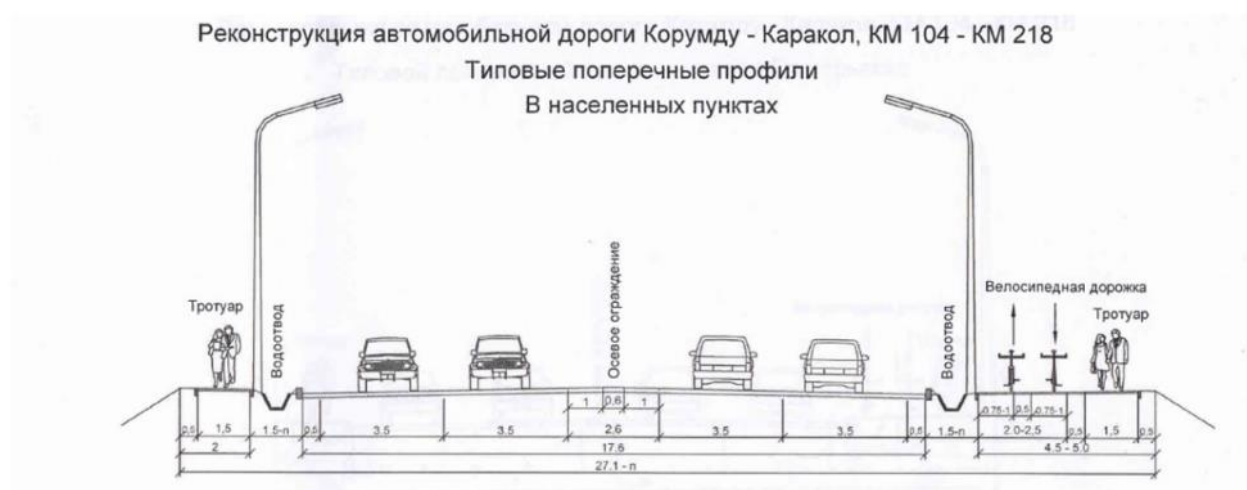 Реконструкция автомобильной дороги Корумду - Каракол, КМ 104 - КМ 218
Типовые поперечные профили
В населенных пунктах
Тротуар
Водоотвод
Осевое ограждение
Водоотвод
Велосипедная дорожка
Тротуар
1 0,6 1
0.75-1 0.5 0.75-1
0,5 1,5 1.5-п 0,5 3.5 3.5 2.6 3.5 3.5 0,5 1.5-п 2.0-2,5 0,5 1,5 0,5
2 17.6 4.5 - 5.0
27.1 - п